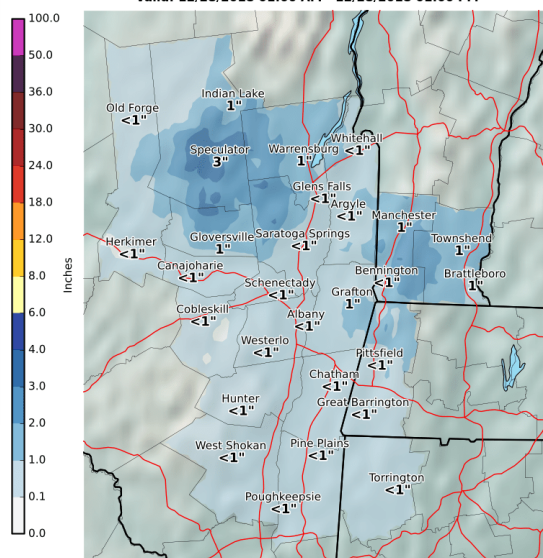 100.0
48.0
36.0
30.0
24.0
18.0
12.0
8.0
6.0
4.0
3.0
2.0
1.0
0.1
0.0
Inches
Indian Lake
1"
Old Forge
<1"
Whitehall
<1"
Speculator
3"
Warrensburg
1"
Glens Falls
<1"
Argyle
<1"
Manchester
1"
Herkimer
<1"
Gloversville
1"
Saratoga Springs
<1"
Townshend
1"
Canajoharie
<1"
Bennington
<1"
Brattleboro
1"
Schenectady
<1"
Grafton
1"
Cobleskill
<1"
Albany
<1"
Westerlo
<1"
Pittsfield
<1"
Chatham
<1"
Hunter
<1"
Great Barrington
<1"
West Shokan
<1"
Pine Plains
<1"
Torrington
<1"
Poughkeepsie
<1"